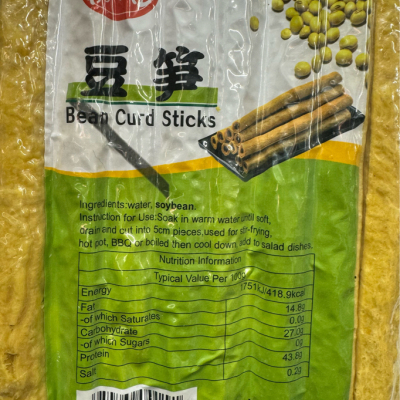 豆笋
Bean Curd Sticks
Ingredients:water, soybean.
Instruction for Use:Soak in warm water until soft,
drain and cut into 5cm pieces,used for stir-frying,
hot pot, BBQ or boiled then cool down, add to salad dishes.
Nutrition Information
Typical Value Per 100g
Energy 1751kJ/418.9kcal
Fat 14.8g
-of which Saturates 0.0g
Carbohydrate 27.0g
-of which Sugars 0g
Protein 43.8g
Salt 0.2g